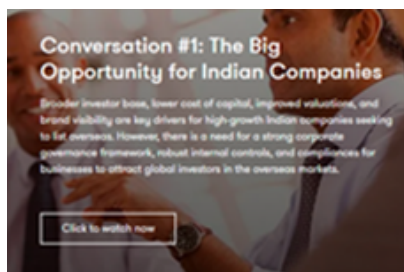 Conversation #1: The Big
Opportunity for Indian Companies
Broader investor base, lower cost of capital, improved valuations, and
brand visibility are key drivers for high-growth Indian companies seeking
to list overseas. However, there is a need for a strong corporate
governance framework, robust internal controls, and compliances for
businesses to attract global investors in the overseas markets.
Click to watch now